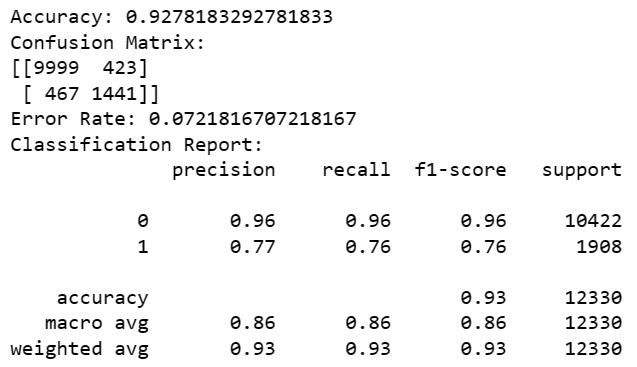 Accuracy: 0.9278183292781833
Confusion Matrix:
[[9999  423]
 [ 467 1441]]
Error Rate: 0.0721816707218167
Classification Report:
              precision    recall  f1-score   support

           0       0.96      0.96      0.96     10422
           1       0.77      0.76      0.76      1908

    accuracy                           0.93     12330
   macro avg       0.86      0.86      0.86     12330
weighted avg       0.93      0.93      0.93     12330